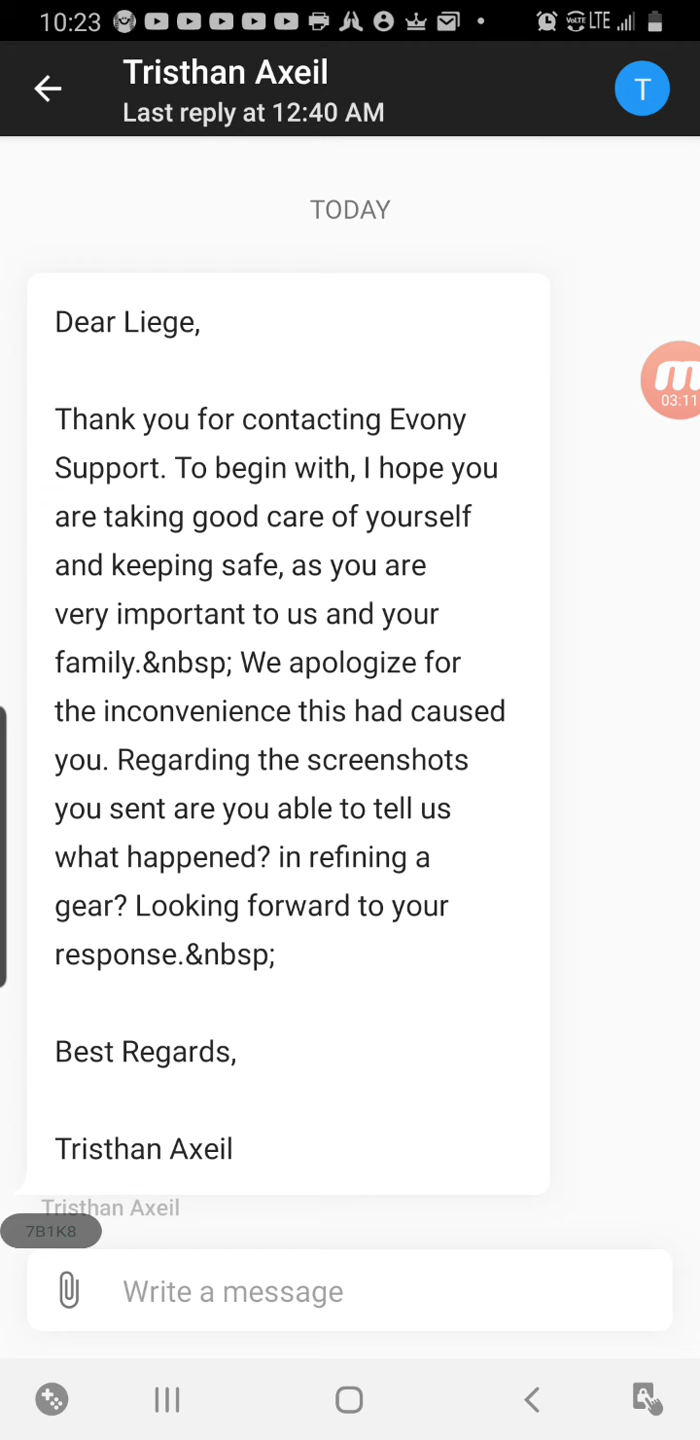 10:23 VoLTE LTE
Tristhan Axeil
T
Last reply at 12:40 AM
TODAY
Dear Liege,
03:11
Thank you for contacting Evony
Support. To begin with, I hope you
are taking good care of yourself
and keeping safe, as you are
very important to us and your
family.&nbsp; We apologize for
the inconvenience this had caused
you. Regarding the screenshots
you sent are you able to tell us
what happened? in refining a
gear? Looking forward to your
response.&nbsp;
Best Regards,
Tristhan Axeil
Tristhan Axeil
7B1K8
Write a message